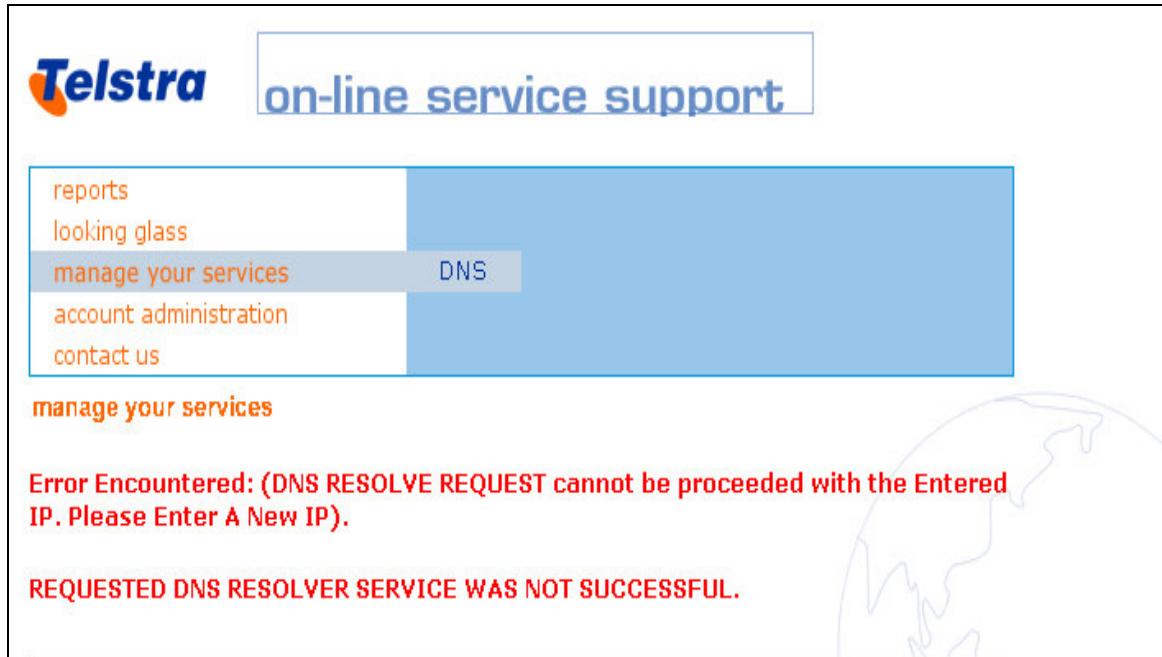 Telstra
on-line service support
reports
looking glass
manage your services DNS
account administration
contact us
manage your services
Error Encountered: (DNS RESOLVE REQUEST cannot be proceeded with the Entered
IP. Please Enter A New IP).
REQUESTED DNS RESOLVER SERVICE WAS NOT SUCCESSFUL.